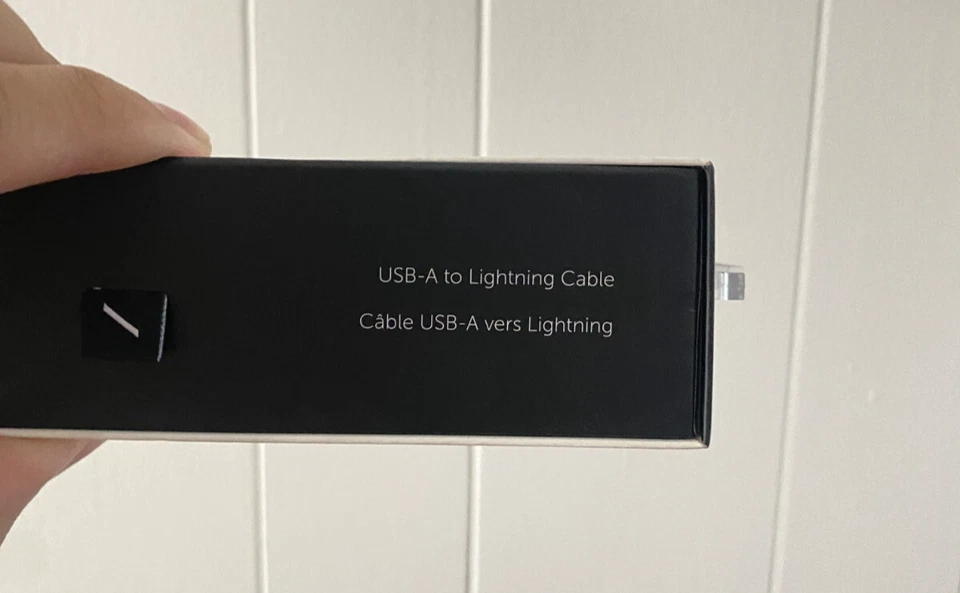 USB-A to Lightning Cable
Câble USB-A vers Lightning